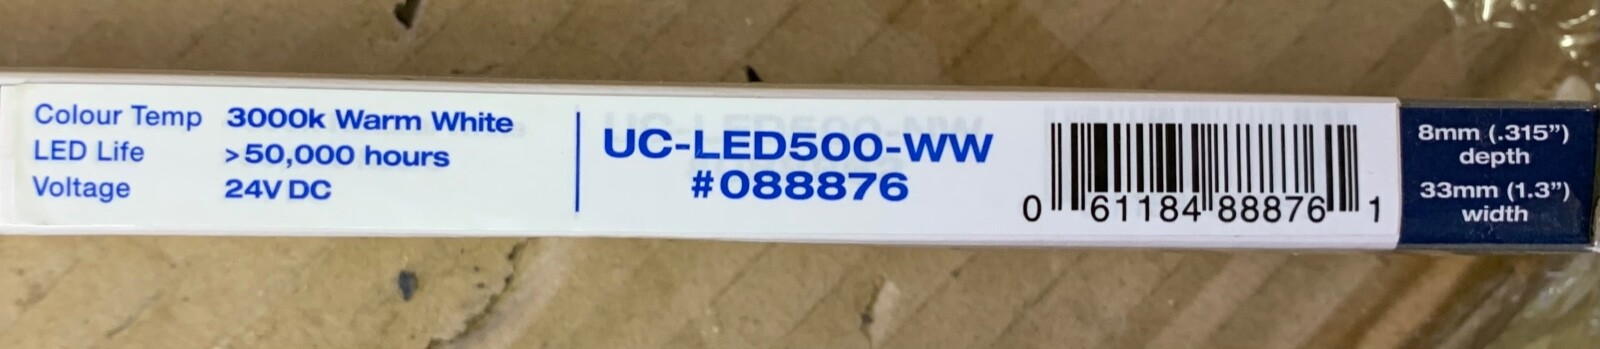 Colour Temp 3000k Warm White
LED Life >50,000 hours
Voltage 24V DC
UC-LED500-WW
#088876
0 61184 88876 1
8mm (.315”)
depth
33mm (1.3”)
width